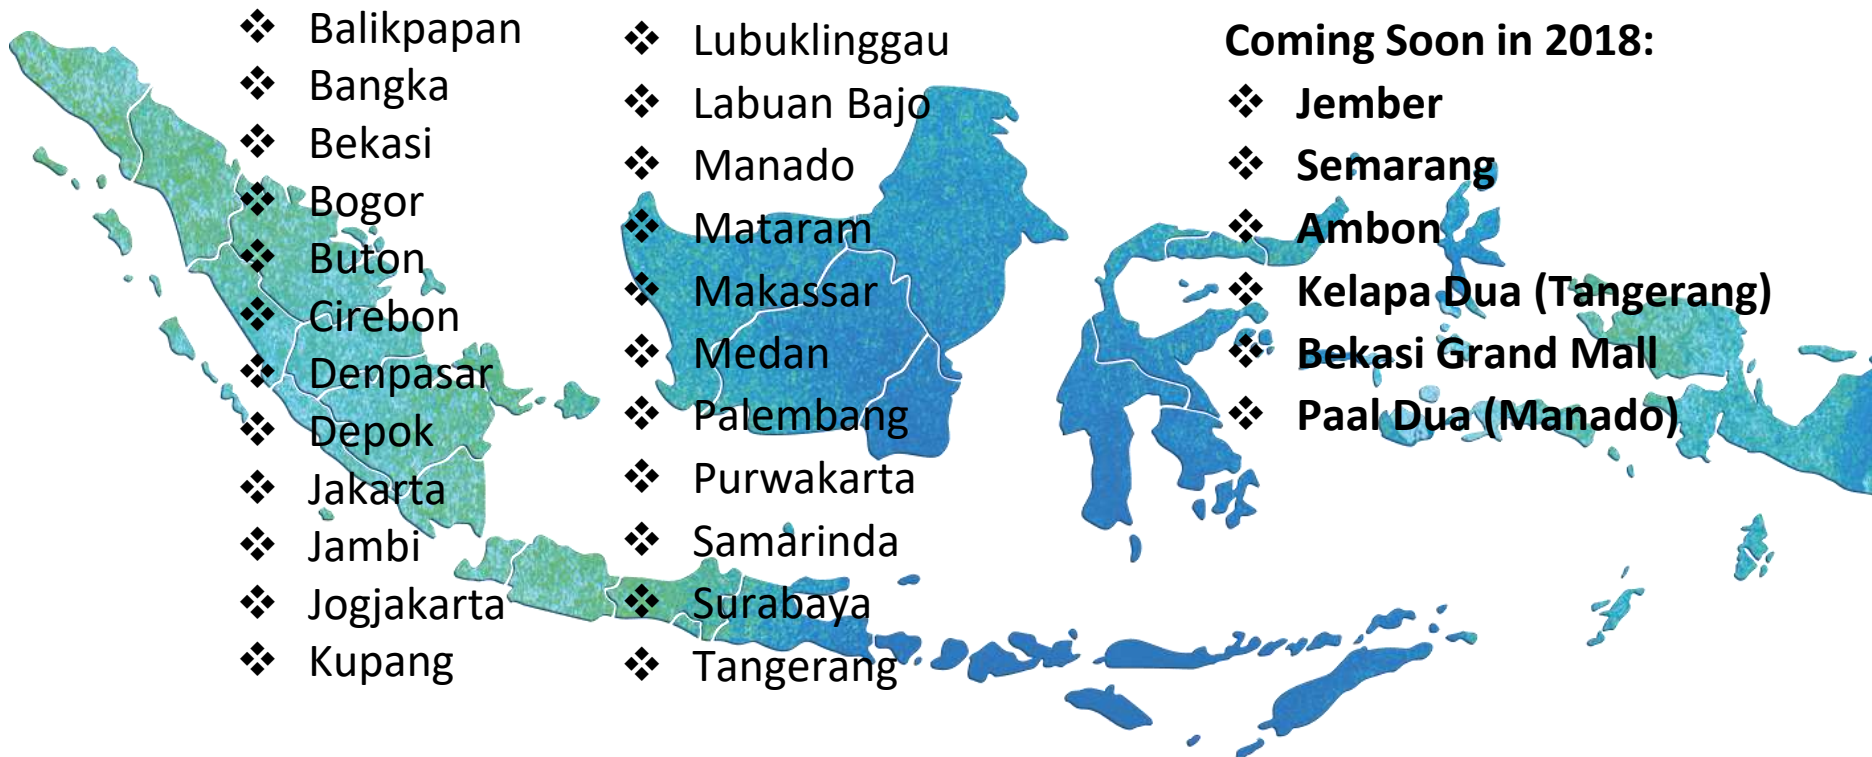 ❖ Balikpapan
❖ Bangka
❖ Bekasi
❖ Bogor
❖ Buton
❖ Cirebon
❖ Denpasar
❖ Depok
❖ Jakarta
❖ Jambi
❖ Jogjakarta
❖ Kupang
❖ Lubuklinggau
❖ Labuan Bajo
❖ Manado
❖ Mataram
❖ Makassar
❖ Medan
❖ Palembang
❖ Purwakarta
❖ Samarinda
❖ Surabaya
❖ Tangerang
Coming Soon in 2018:
❖ Jember
❖ Semarang
❖ Ambon
❖ Kelapa Dua (Tangerang)
❖ Bekasi Grand Mall
❖ Paal Dua (Manado)